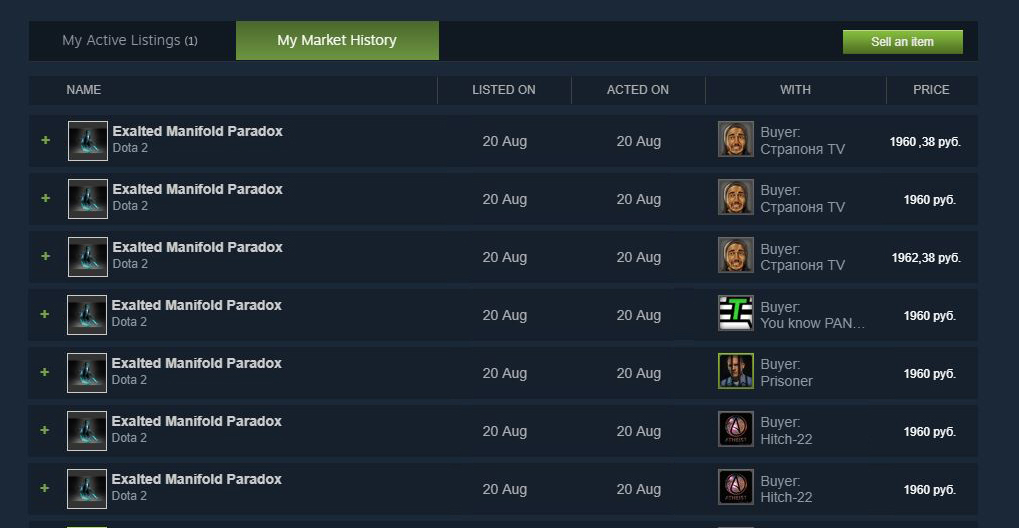 My Active Listings (1) My Market History Sell an item
NAME LISTED ON ACTED ON WITH PRICE
+ Exalted Manifold Paradox 20 Aug 20 Aug Buyer: 1960 ,38 руб.
Dota 2 Страпоня TV
+ Exalted Manifold Paradox 20 Aug 20 Aug Buyer: 1960 руб.
Dota 2 Страпоня TV
+ Exalted Manifold Paradox 20 Aug 20 Aug Buyer: 1962,38 руб.
Dota 2 Страпоня TV
+ Exalted Manifold Paradox 20 Aug 20 Aug Buyer: 1960 руб.
Dota 2 You know PAN...
+ Exalted Manifold Paradox 20 Aug 20 Aug Buyer: 1960 руб.
Dota 2 Prisoner
+ Exalted Manifold Paradox 20 Aug 20 Aug Buyer: 1960 руб.
Dota 2 ATHEIST Hitch-22
+ Exalted Manifold Paradox 20 Aug 20 Aug Buyer: 1960 руб.
Dota 2 ATHEIST Hitch-22